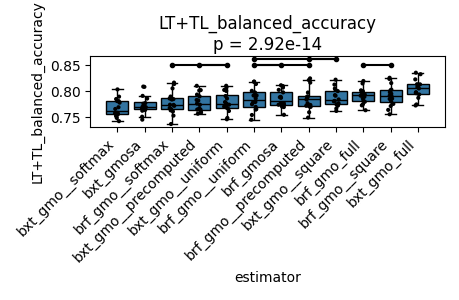 LT+TL_balanced_accuracy
p = 2.92e-14
LT+TL_balanced_accuracy
0.85
0.80
0.75
bxt_gmo__softmax
bxt_gmosa
brf_gmo__softmax
bxt_gmo__precomputed
bxt_gmo__uniform
brf_gmo__uniform
brf_gmosa
brf_gmo__precomputed
bxt_gmo__square
brf_gmo_full
brf_gmo__square
bxt_gmo_full
estimator